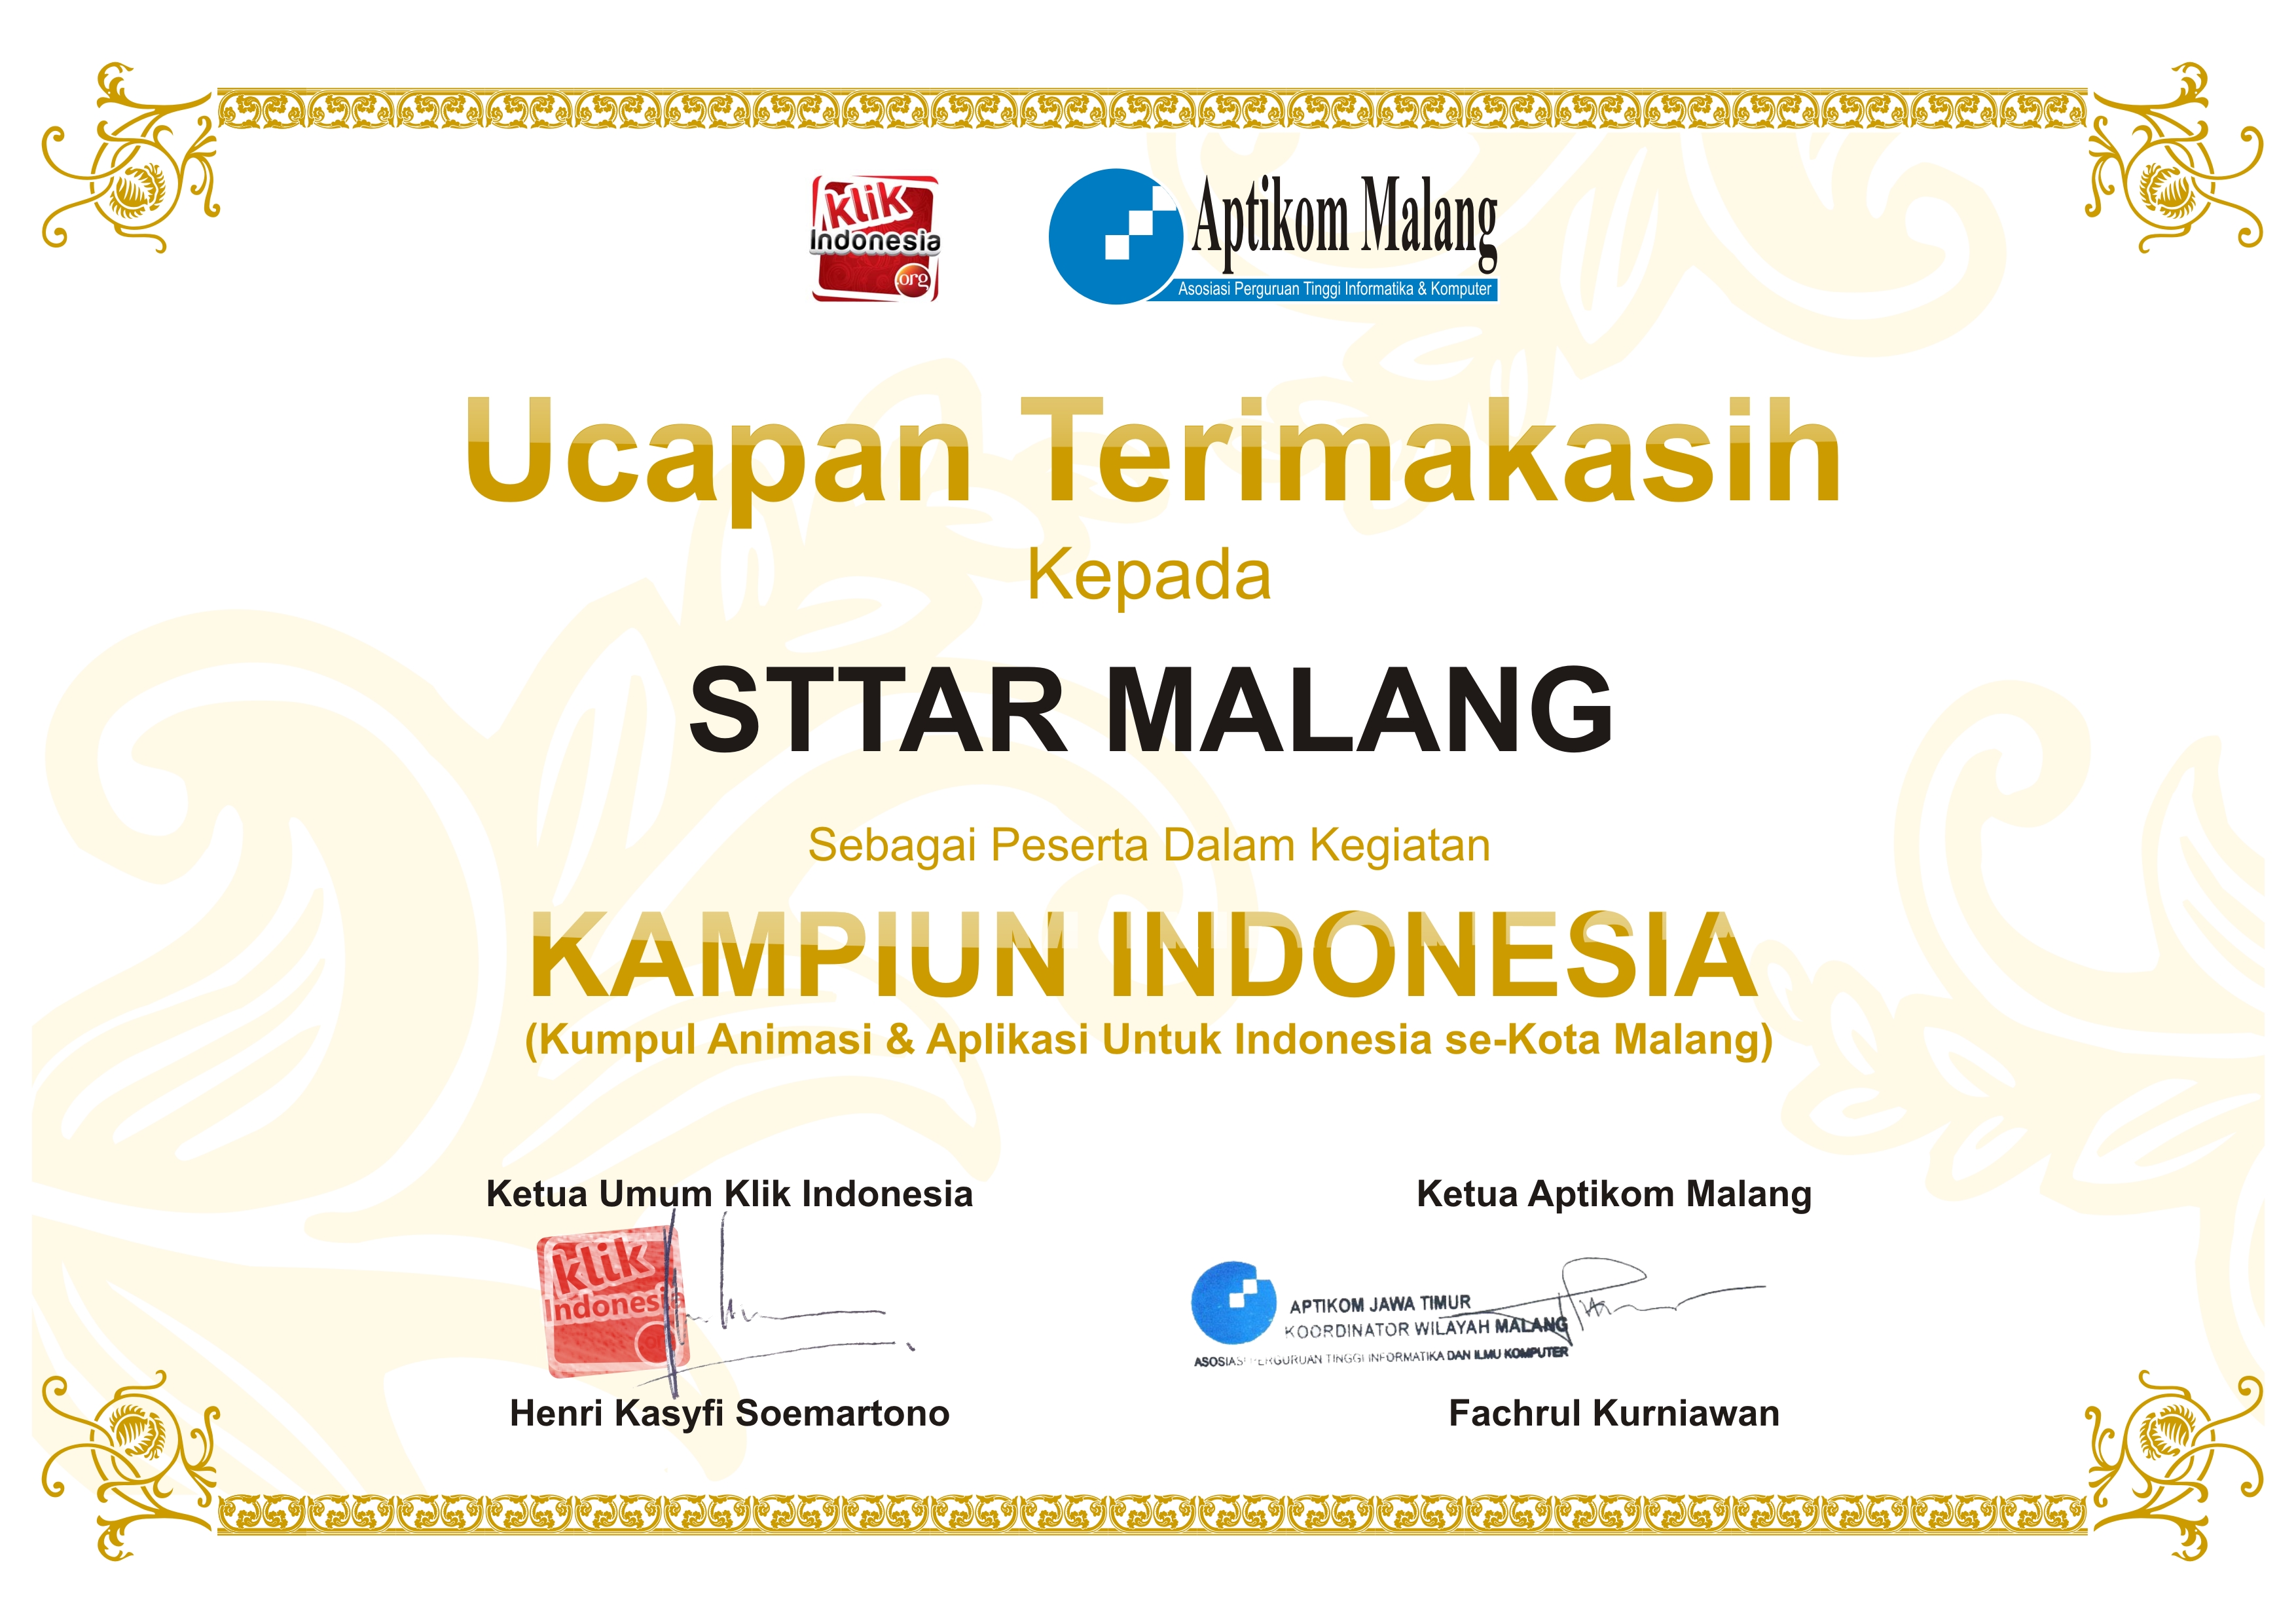 klik
Indonesia
.org
Aptikom Malang
Asosiasi Perguruan Tinggi Informatika & Komputer
Ucapan Terimakasih
Kepada
STTAR MALANG
Sebagai Peserta Dalam Kegiatan
KAMPIUN INDONESIA
(Kumpul Animasi & Aplikasi Untuk Indonesia se-Kota Malang)
Ketua Umum Klik Indonesia
Ketua Aptikom Malang
klik
Indonesia
APTIKOM JAWA TIMUR
KOORDINATOR WILAYAH MALANG
ASOSIASI PERGURUAN TINGGI INFORMATIKA DAN ILMU KOMPUTER
Henri Kasyfi Soemartono
Fachrul Kurniawan